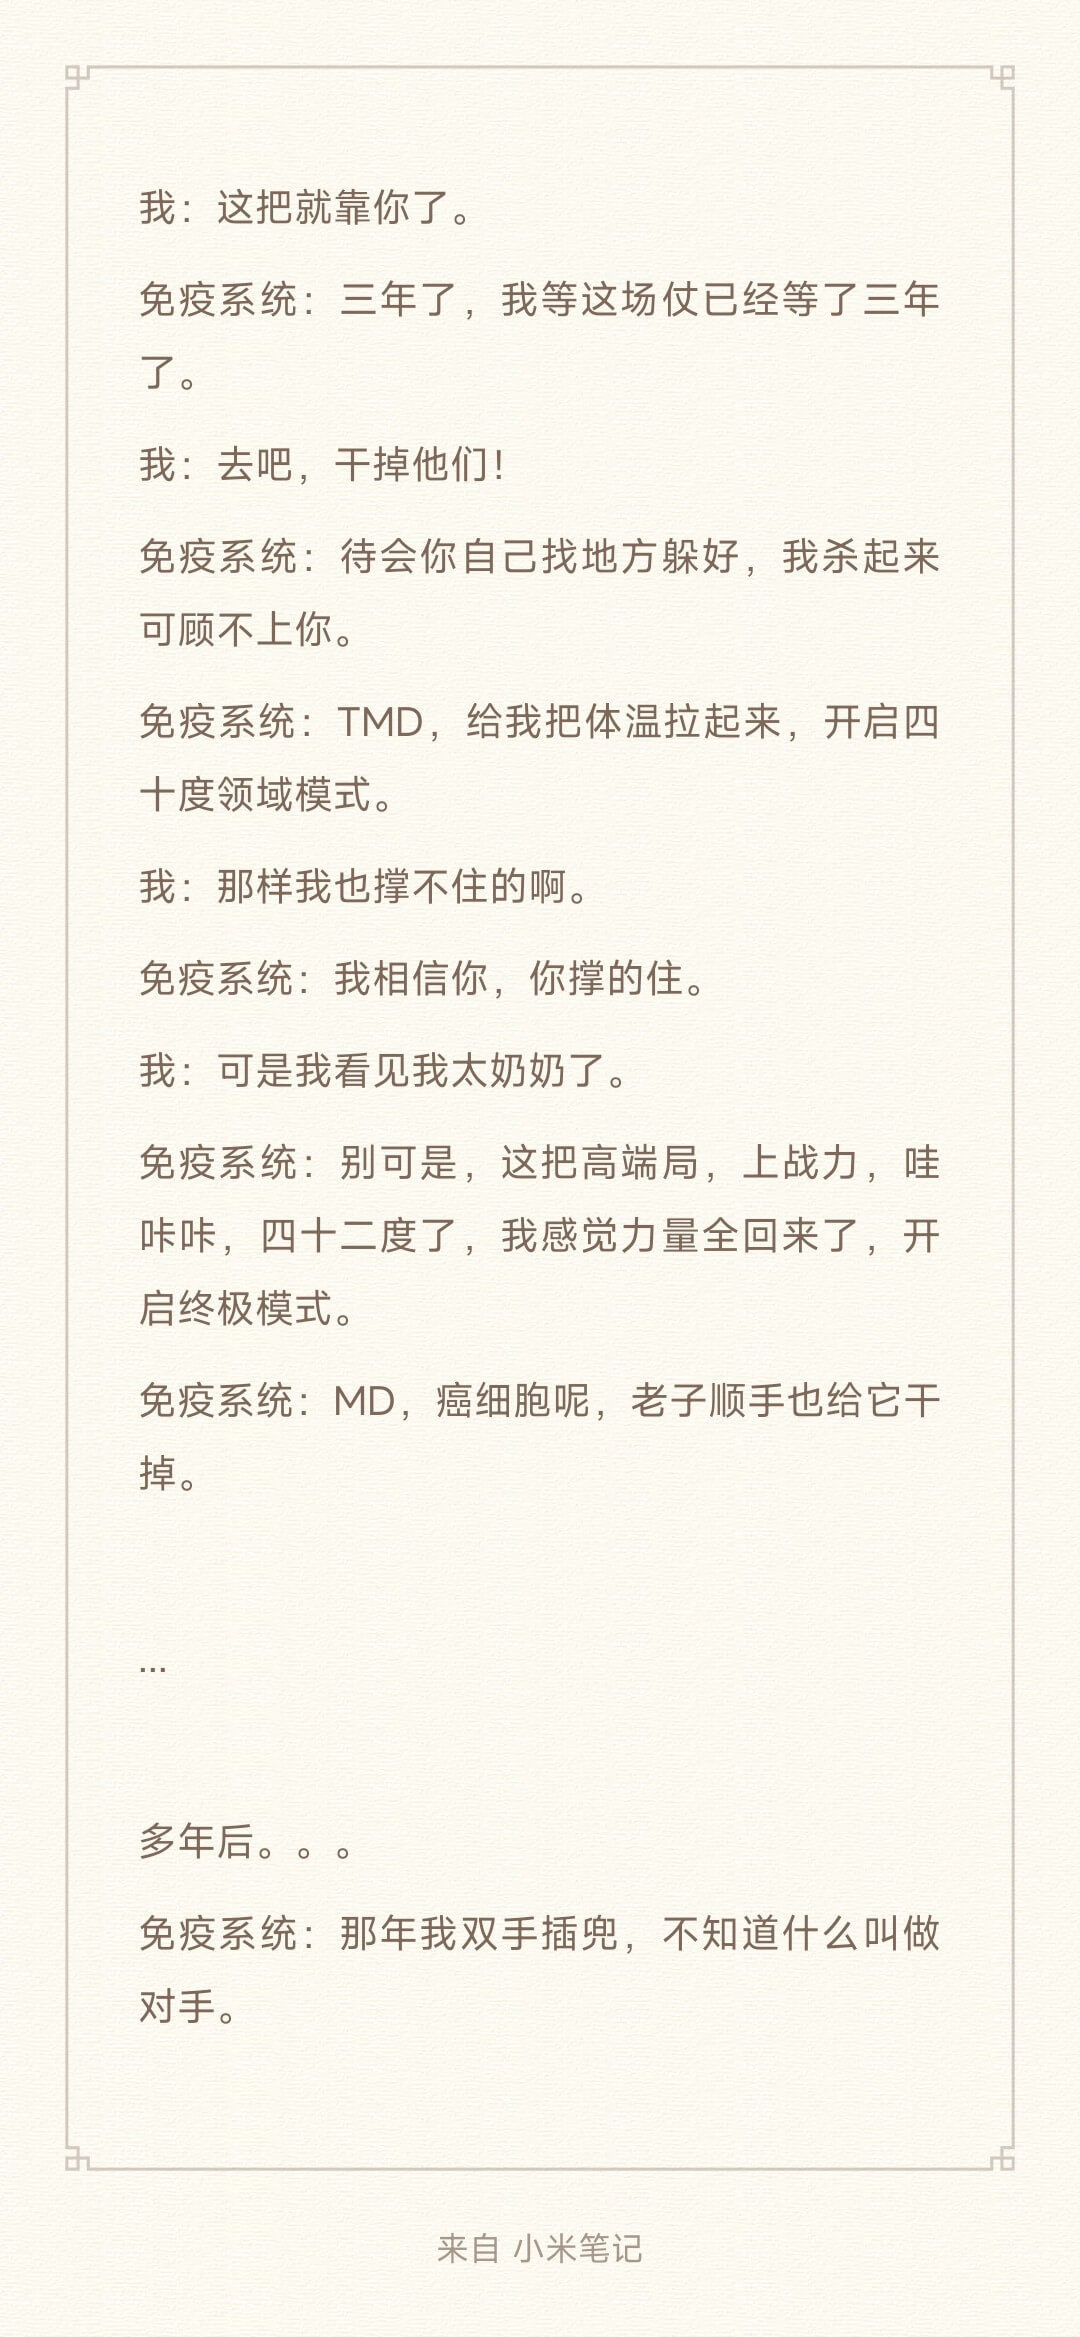 我：这把就靠你了。
免疫系统：三年了，我等这场仗已经等了三年
了。
我：去吧，干掉他们！
免疫系统：待会你自己找地方躲好，我杀起来
可顾不上你。
免疫系统：TMD，给我把体温拉起来，开启四
十度领域模式。
我：那样我也撑不住的啊。
免疫系统：我相信你，你撑的住。
我：可是我看见我太奶奶了。
免疫系统：别可是，这把高端局，上战力，哇
咔咔，四十二度了，我感觉力量全回来了，开
启终极模式。
免疫系统：MD，癌细胞呢，老子顺手也给它干
掉。
...
多年后。。。
免疫系统：那年我双手插兜，不知道什么叫做
对手。
来自 小米笔记